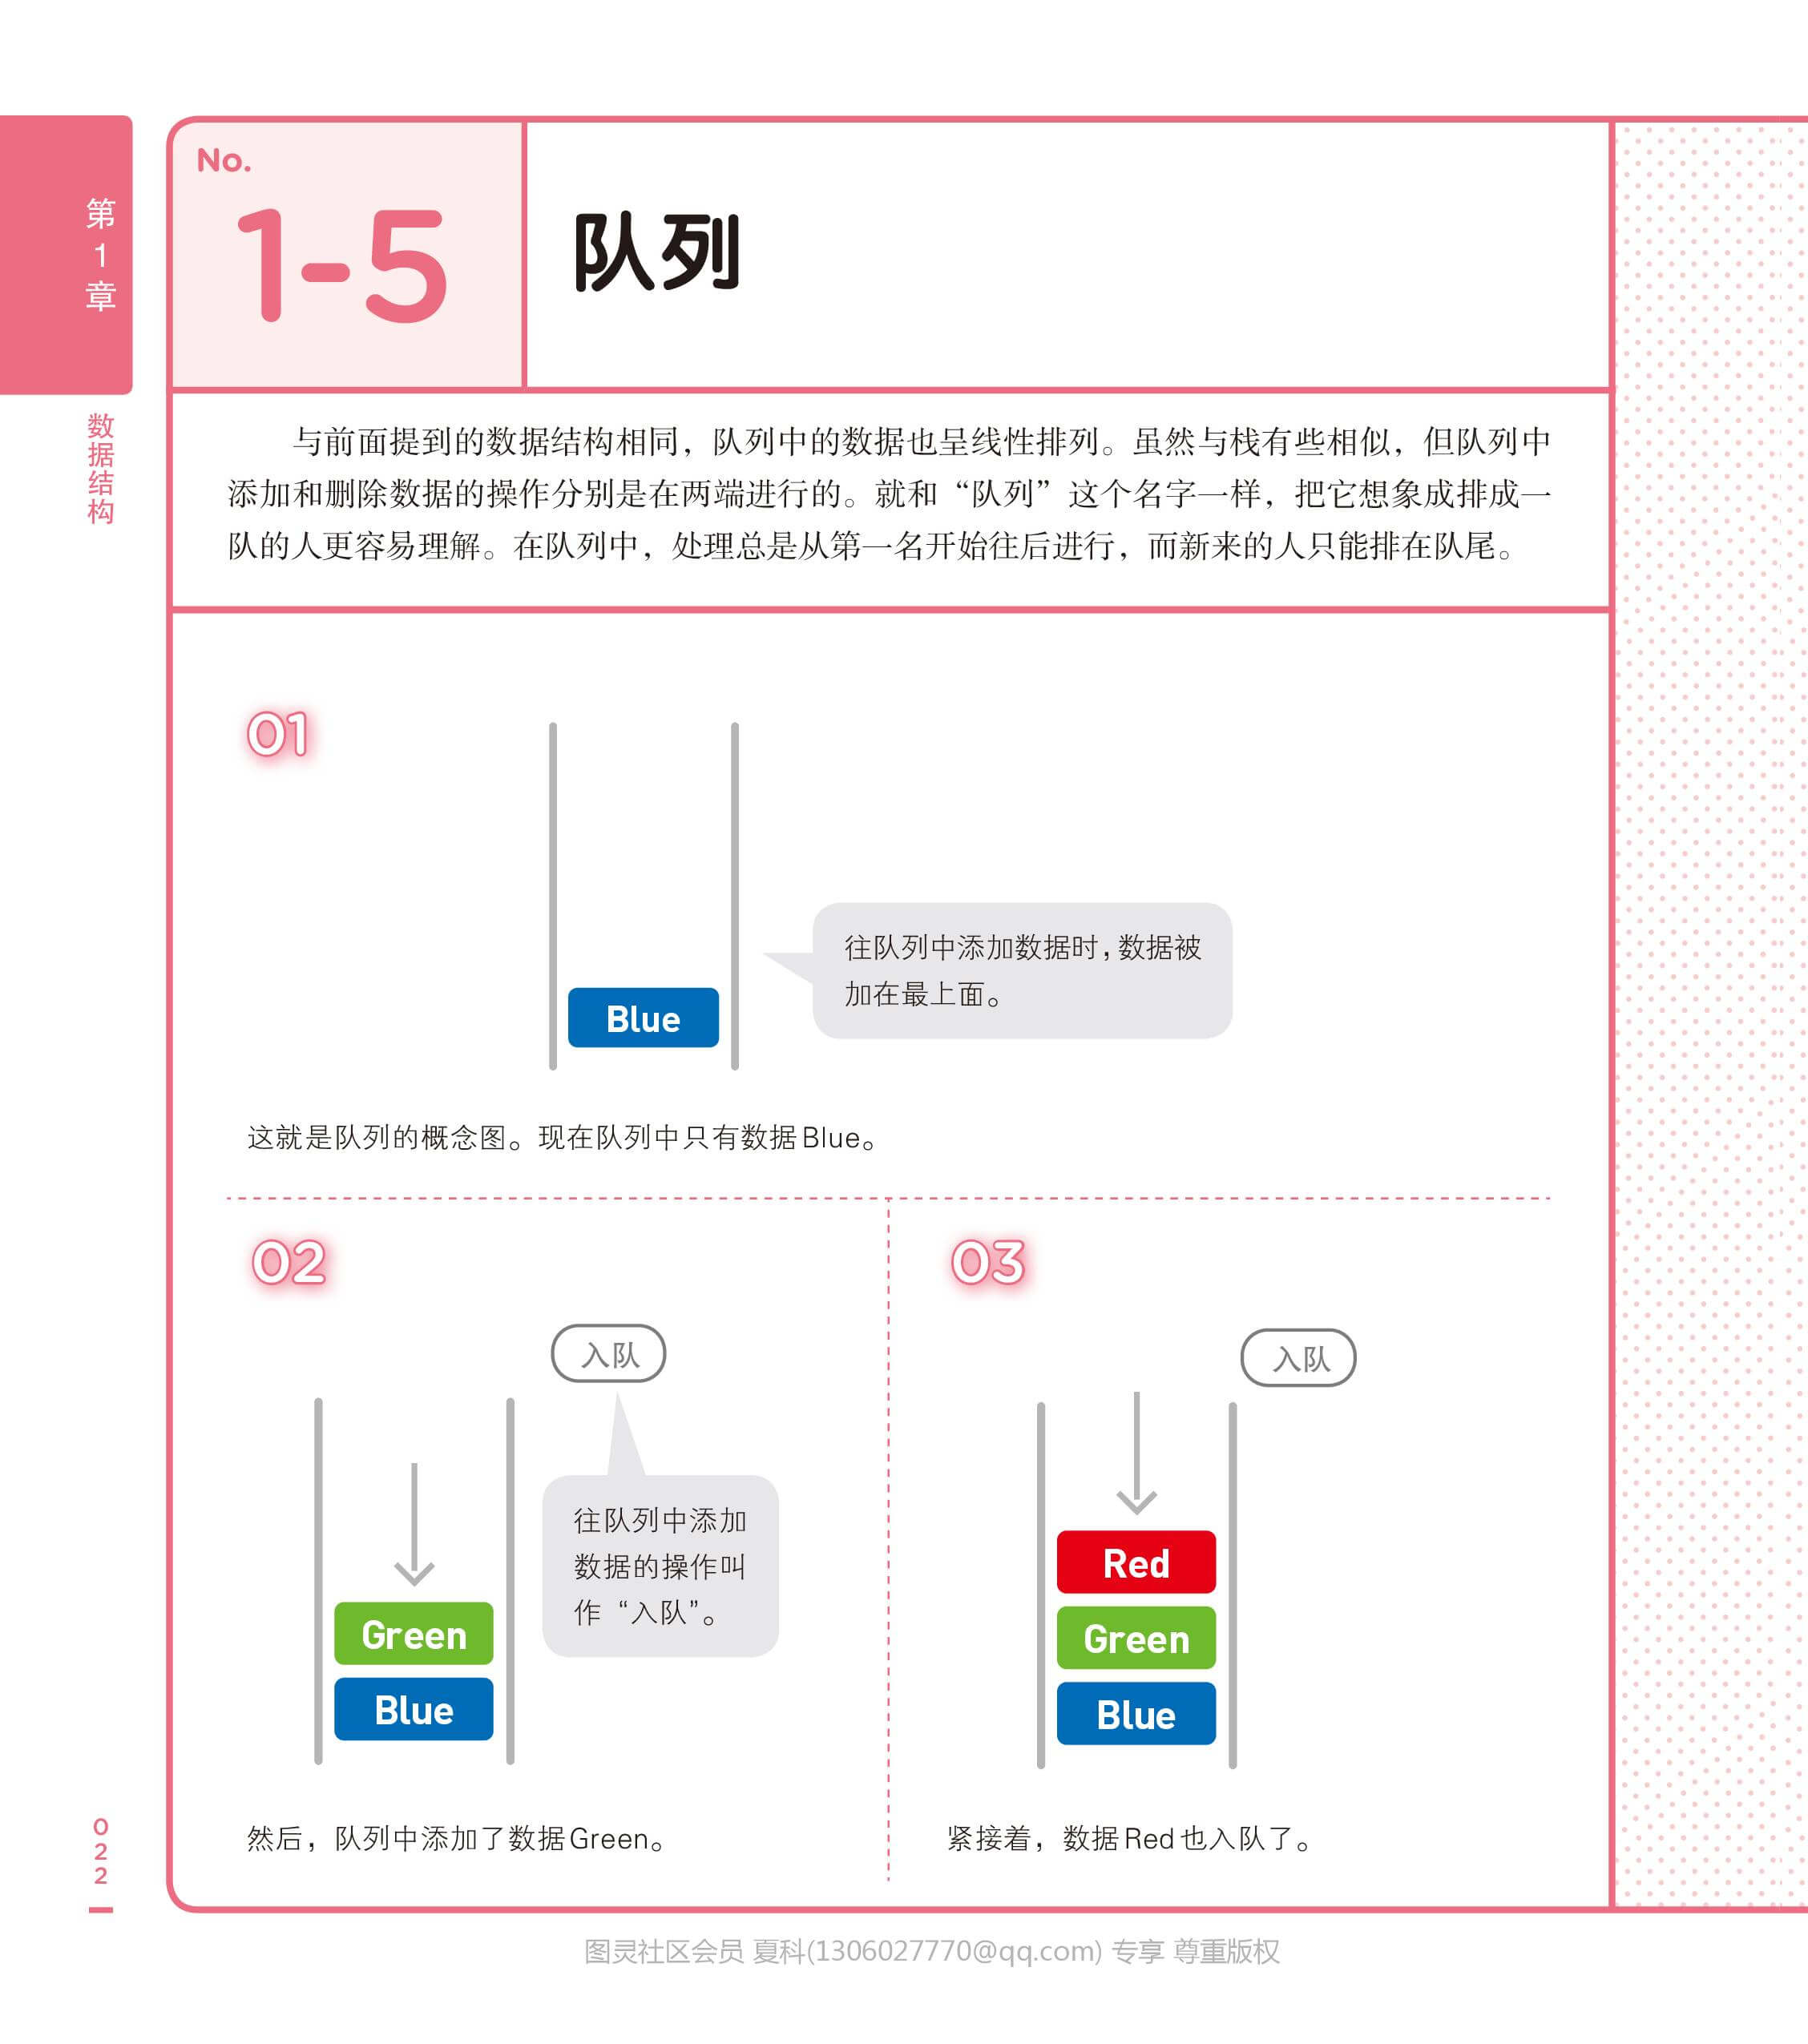 第1章
数据结构
No.
1-5
队列
与前面提到的数据结构相同，队列中的数据也呈线性排列。虽然与栈有些相似，但队列中
添加和删除数据的操作分别是在两端进行的。就和“队列”这个名字一样，把它想象成排成一
队的人更容易理解。在队列中，处理总是从第一名开始往后进行，而新来的人只能排在队尾。
01
往队列中添加数据时，数据被
加在最上面。
Blue
这就是队列的概念图。现在队列中只有数据Blue。
02
入队
往队列中添加
数据的操作叫
作“入队”。
Green
Blue
然后，队列中添加了数据Green。
03
入队
Red
Green
Blue
紧接着，数据Red也入队了。
022
图灵社区会员 夏科(1306027770@qq.com) 专享 尊重版权